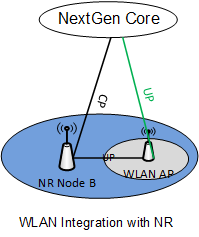 NextGen Core
CP
UP
UP
NR Node B
WLAN AP
WLAN Integration with NR